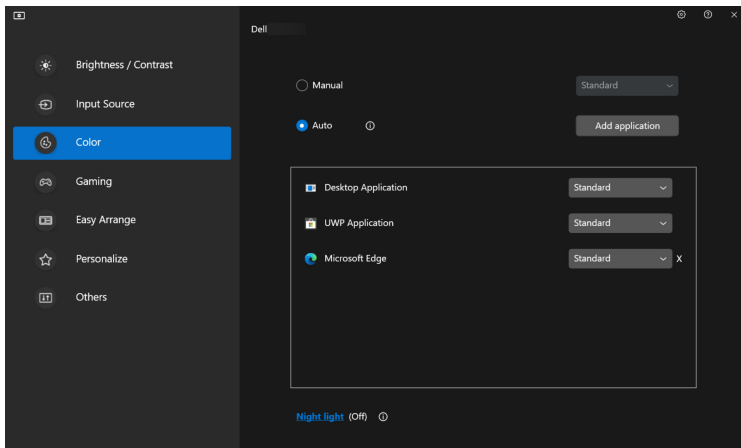 Dell
Brightness / Contrast
Input Source
Color
Gaming
Easy Arrange
Personalize
Others
Manual
Standard
Auto
Add application
Desktop Application
Standard
UWP Application
Standard
Microsoft Edge
Standard
X
Night light (Off)